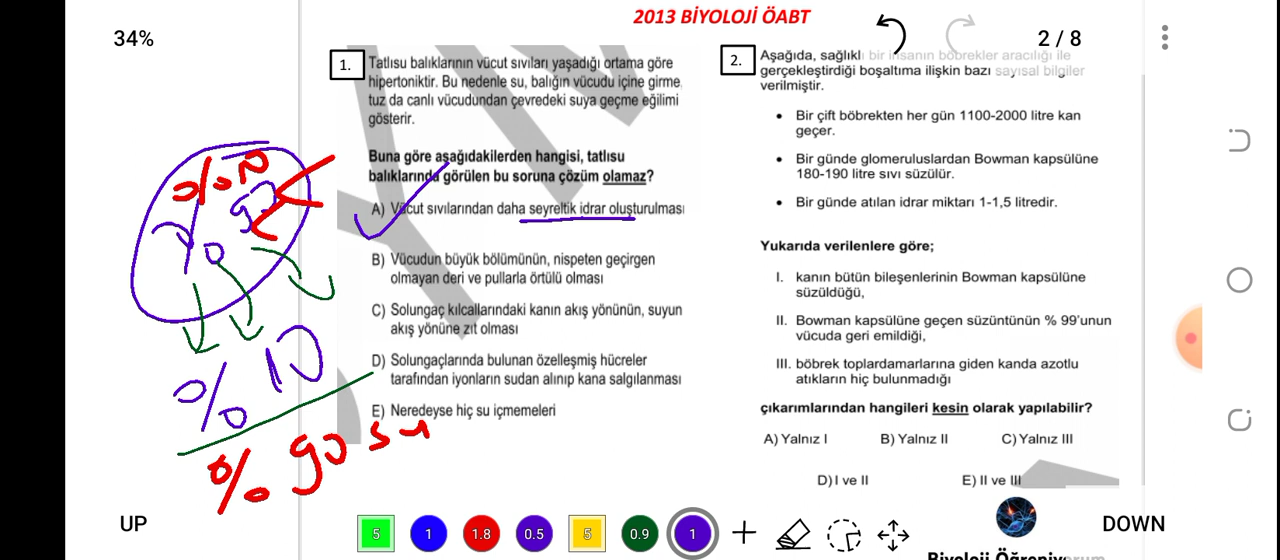 2013 BİYOLOJİ ÖABT
34%
2 / 8
1.
Tatlısu balıklarının vücut sıvıları yaşadığı ortama göre
hipertoniktir. Bu nedenle su, balığın vücudu içine girme,
tuz da canlı vücudundan çevredeki suya geçme eğilimi
gösterir.
Buna göre aşağıdakilerden hangisi, tatlısu
balıklarında görülen bu soruna çözüm olamaz?
A) Vücut sıvılarından daha seyreltik idrar oluşturulması
B) Vücudun büyük bölümünün, nispeten geçirgen
olmayan deri ve pullarla örtülü olması
C) Solungaç kılcallarındaki kanın akış yönünün, suyun
akış yönüne zıt olması
D) Solungaçlarında bulunan özelleşmiş hücreler
tarafından iyonların sudan alınıp kana salgılanması
E) Neredeyse hiç su içmemeleri
% 10
% 90 su
2.
Aşağıda, sağlıklı bir insanın böbrekler aracılığı ile
gerçekleştirdiği boşaltıma ilişkin bazı sayısal bilgiler
verilmiştir.
• Bir çift böbrekten her gün 1100-2000 litre kan
geçer.
• Bir günde glomeruluslardan Bowman kapsülüne
180-190 litre sıvı süzülür.
• Bir günde atılan idrar miktarı 1-1,5 litredir.
Yukarıda verilenlere göre;
I. kanın bütün bileşenlerinin Bowman kapsülüne
süzüldüğü,
II. Bowman kapsülüne geçen süzüntünün % 99'unun
vücuda geri emildiği,
III. böbrek toplardamarlarına giden kanda azotlu
atıkların hiç bulunmadığı
çıkarımlarından hangileri kesin olarak yapılabilir?
A) Yalnız I B) Yalnız II C) Yalnız III
D) I ve II E) II ve III
UP
5 1 1.8 0.5 5 0.9 1
DOWN